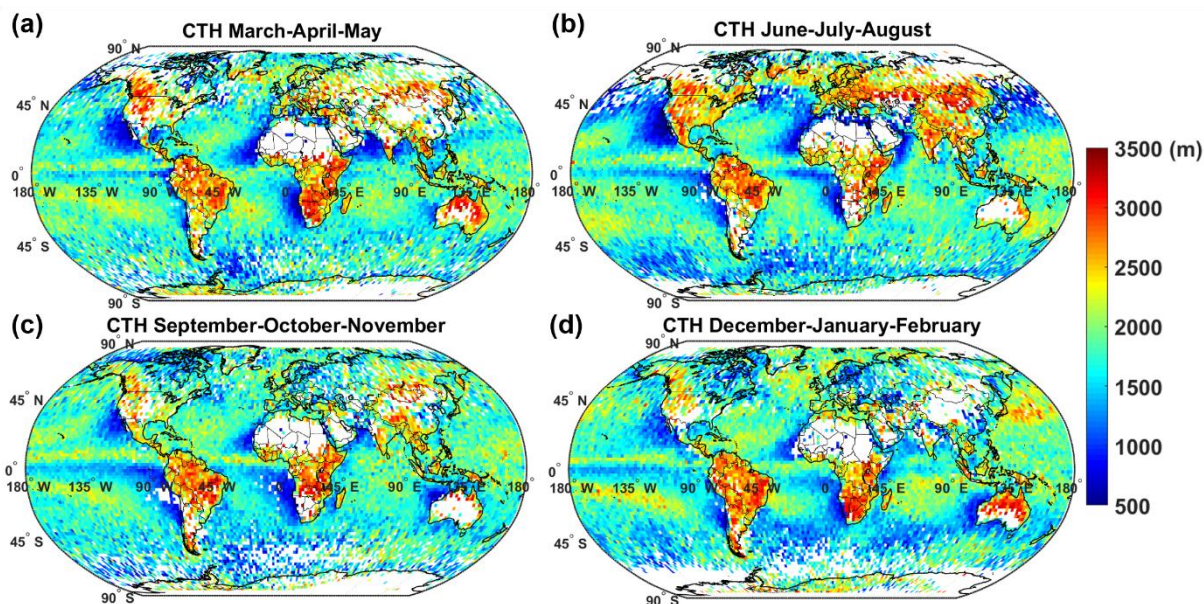 (a)
CTH March-April-May
90° N
45° N
0°
180° W 135° W 90° W 45° W 0° 45° E 90° E 135° E 180°
45° S
90° S
(b)
CTH June-July-August
90° N
45° N
0°
180° W 135° W 90° W 45° W 0° 45° E 90° E 135° E 180°
45° S
90° S
(c)
CTH September-October-November
90° N
45° N
0°
180° W 135° W 90° W 45° W 0° 45° E 90° E 135° E 180°
45° S
90° S
(d)
CTH December-January-February
90° N
45° N
0°
180° W 135° W 90° W 45° W 0° 45° E 90° E 135° E 180°
45° S
90° S
3500 (m)
3000
2500
2000
1500
1000
500